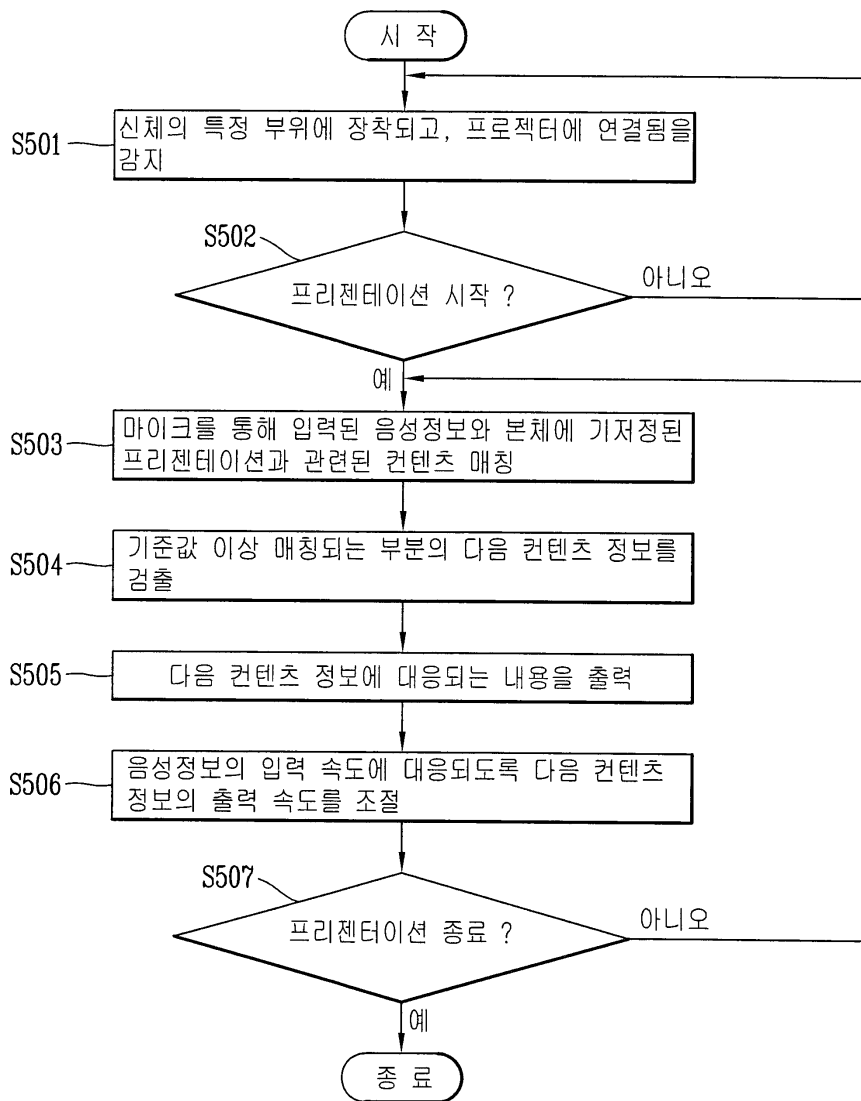 시 작
S501
신체의 특정 부위에 장착되고, 프로젝터에 연결됨을
감지
S502
프리젠테이션 시작 ?
아니오
예
S503
마이크를 통해 입력된 음성정보와 본체에 기저정된
프리젠테이션과 관련된 컨텐츠 매칭
S504
기준값 이상 매칭되는 부분의 다음 컨텐츠 정보를
검출
S505
다음 컨텐츠 정보에 대응되는 내용을 출력
S506
음성정보의 입력 속도에 대응되도록 다음 컨텐츠
정보의 출력 속도를 조절
S507
프리젠터이션 종료 ?
아니오
예
종 료